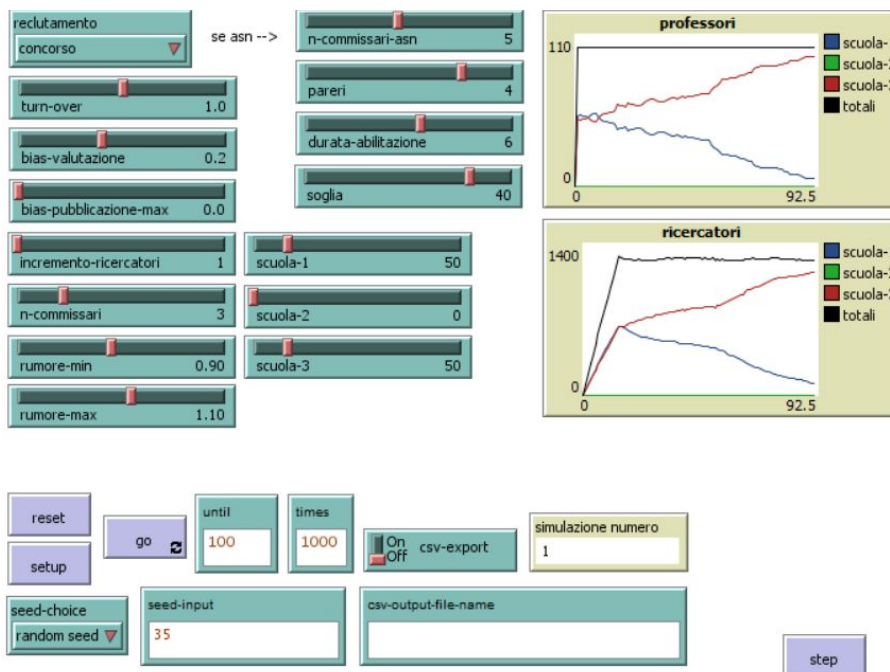 reclutamento
concorso
se asn -->
turn-over 1.0
bias-valutazione 0.2
bias-pubblicazione-max 0.0
incremento-ricercatori 1
n-commissari 3
rumore-min 0.90
rumore-max 1.10
n-commissari-asn 5
pareri 4
durata-abilitazione 6
soglia 40
scuola-1 50
scuola-2 0
scuola-3 50
professori
110
0
0 92.5
scuola-
scuola-
scuola-
totali
ricercatori
1400
0
0 92.5
scuola-
scuola-
scuola-
totali
reset
setup
go
until
100
times
1000
On
Off
csv-export
simulazione numero
1
seed-choice
random seed
seed-input
35
csv-output-file-name
step